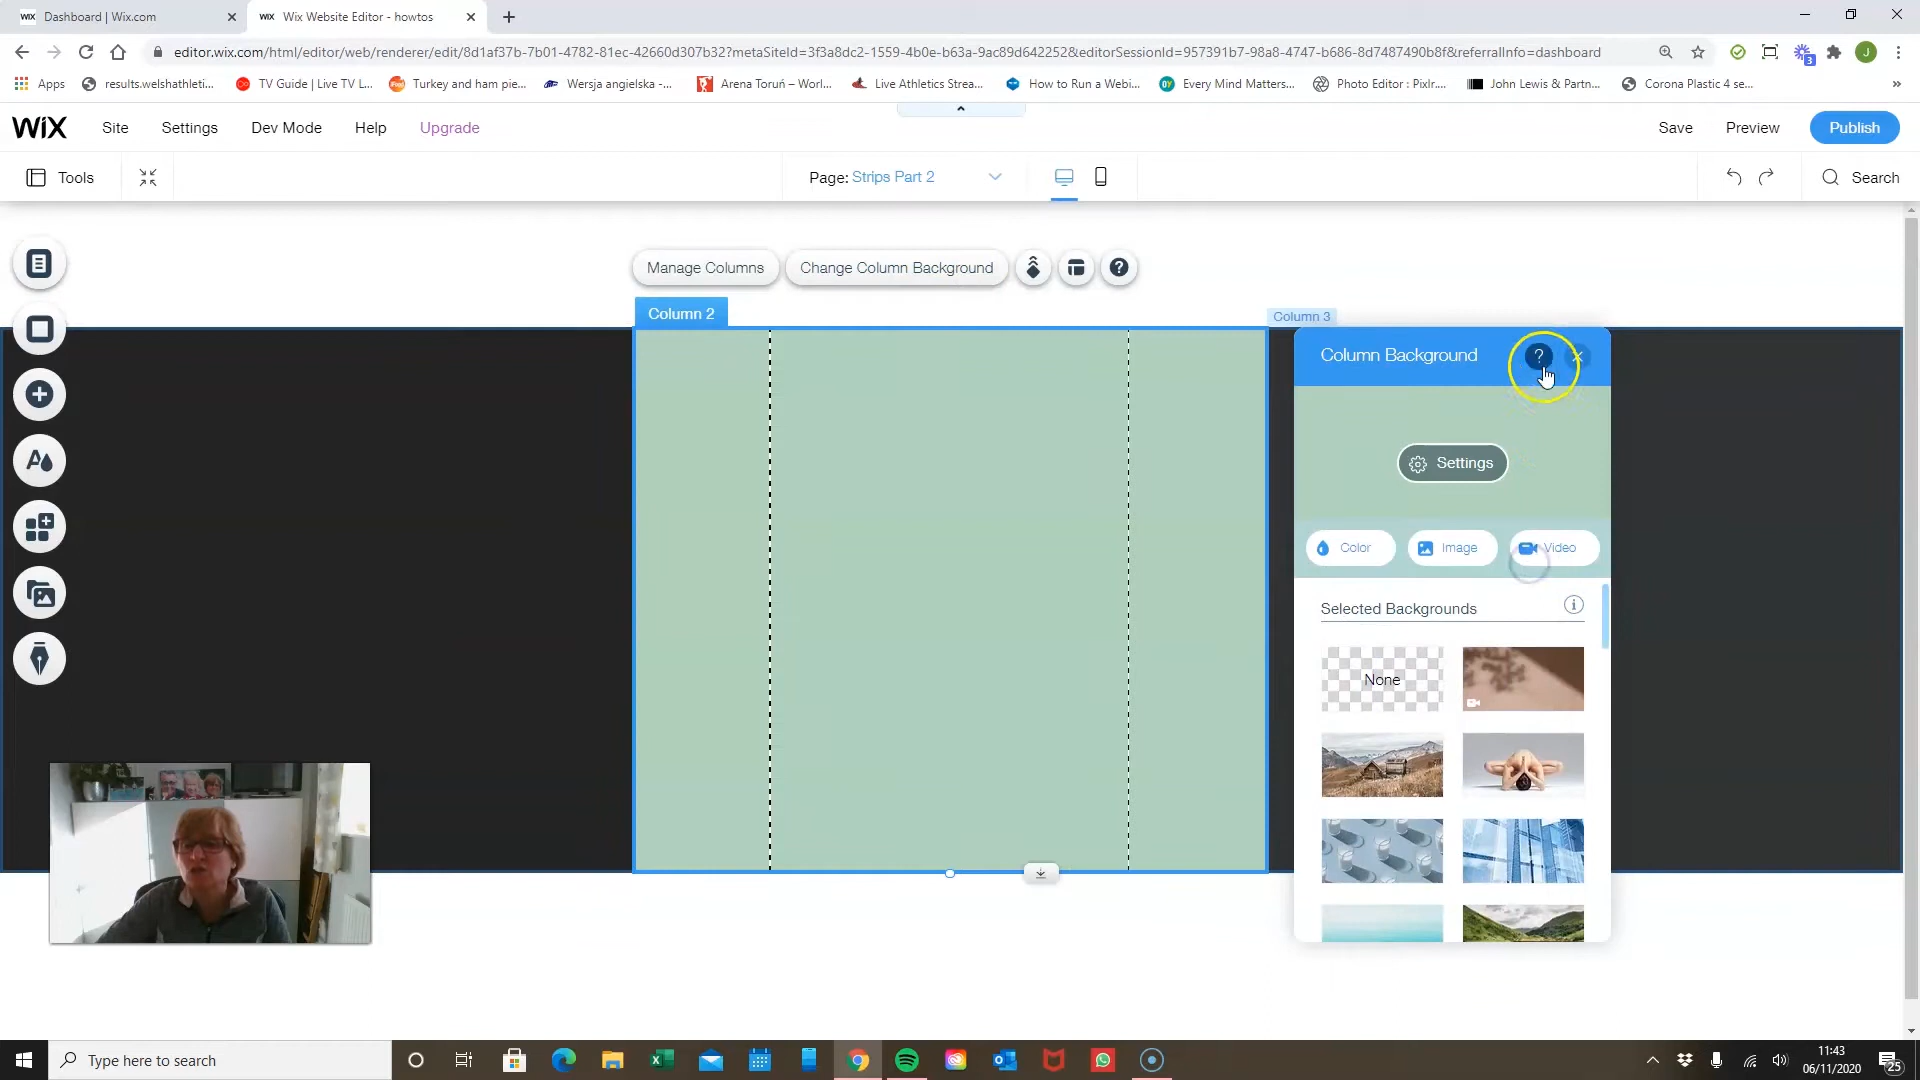 WIX Dashboard | Wix.com
WIX Wix Website Editor - howtos
editor.wix.com/html/editor/web/renderer/edit/8d1af37b-7b01-4782-81ec-42660d307b32?metaSiteId=3f3a8dc2-1559-4b0e-b63a-9ac89d642252&editorSessionId=957391b7-98a8-4747-b686-8d7487490b8f&referralInfo=dashboard
3
J
Apps
results.welshathleti...
TV Guide | Live TV L...
Turkey and ham pie...
Wersja angielska -...
Arena Toruń – Worl...
Live Athletics Strea...
How to Run a Webi...
Every Mind Matters...
Photo Editor : Pixlr....
John Lewis & Partn...
Corona Plastic 4 se...
»
WIX Site Settings Dev Mode Help Upgrade
Save Preview Publish
Tools
Page: Strips Part 2
Search
Manage Columns Change Column Background ?
Column 2
Column 3
Column Background ?
Settings
Color Image Video
Selected Backgrounds
None
Type here to search
11:43
06/11/2020
25